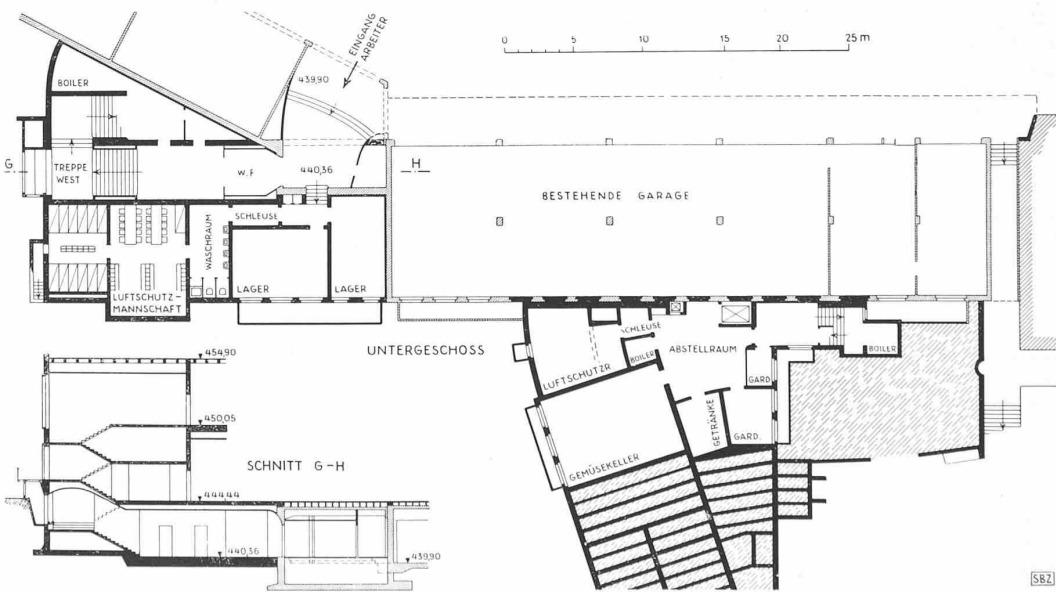 EINGANG
ARBEITER
0 5 10 15 20 25 m
439,90
BOILER
G
TREPPE
WEST
W.F
440,36
H
BESTEHENDE GARAGE
SCHLEUSE
WASCHRAUM
LAGER
LAGER
LUFTSCHUTZ-
MANNSCHAFT
UNTERGESCHOSS
SCHLEUSE
BOILER
ABSTELLRAUM
BOILER
LUFTSCHUTZR
GARD
GETRÄNKE
GARD.
GEMÜSEKELLER
454,90
450,05
SCHNITT G-H
444,44
440,36
439,90
SBZ